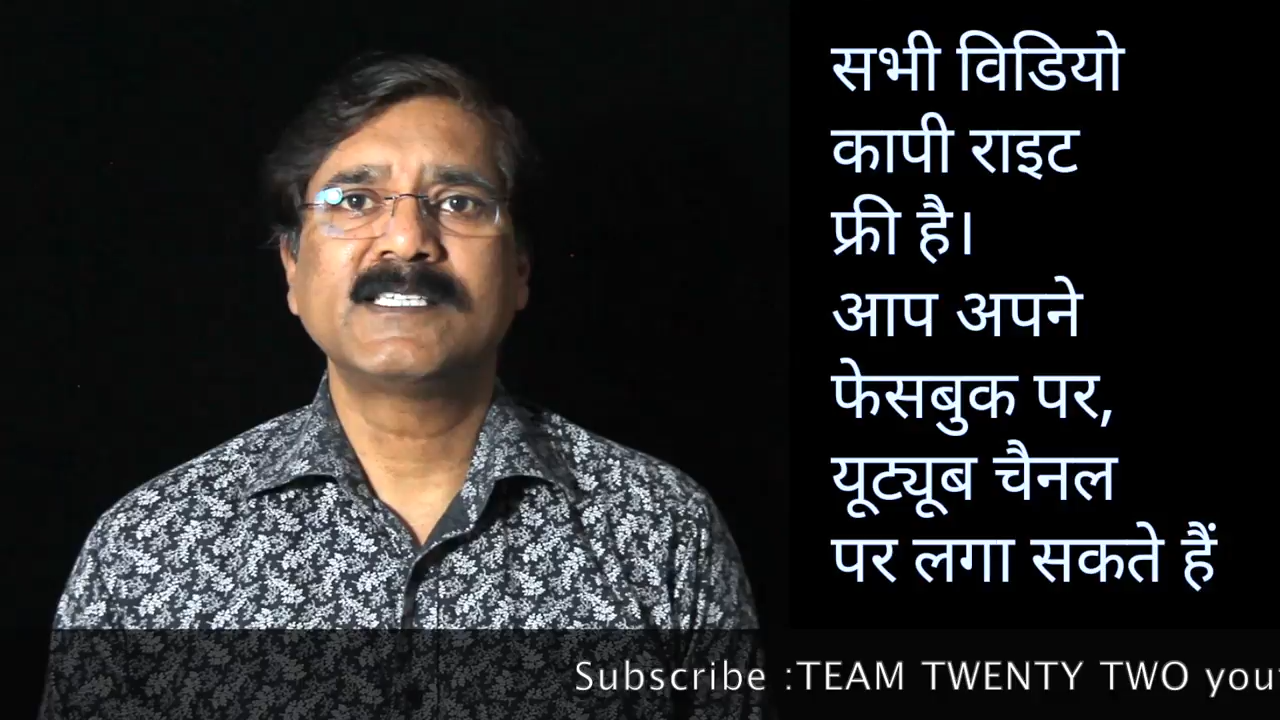 सभी विडियो
कापी राइट
फ्री है।
आप अपने
फेसबुक पर,
यूट्यूब चैनल
पर लगा सकते हैं
Subscribe :TEAM TWENTY TWO